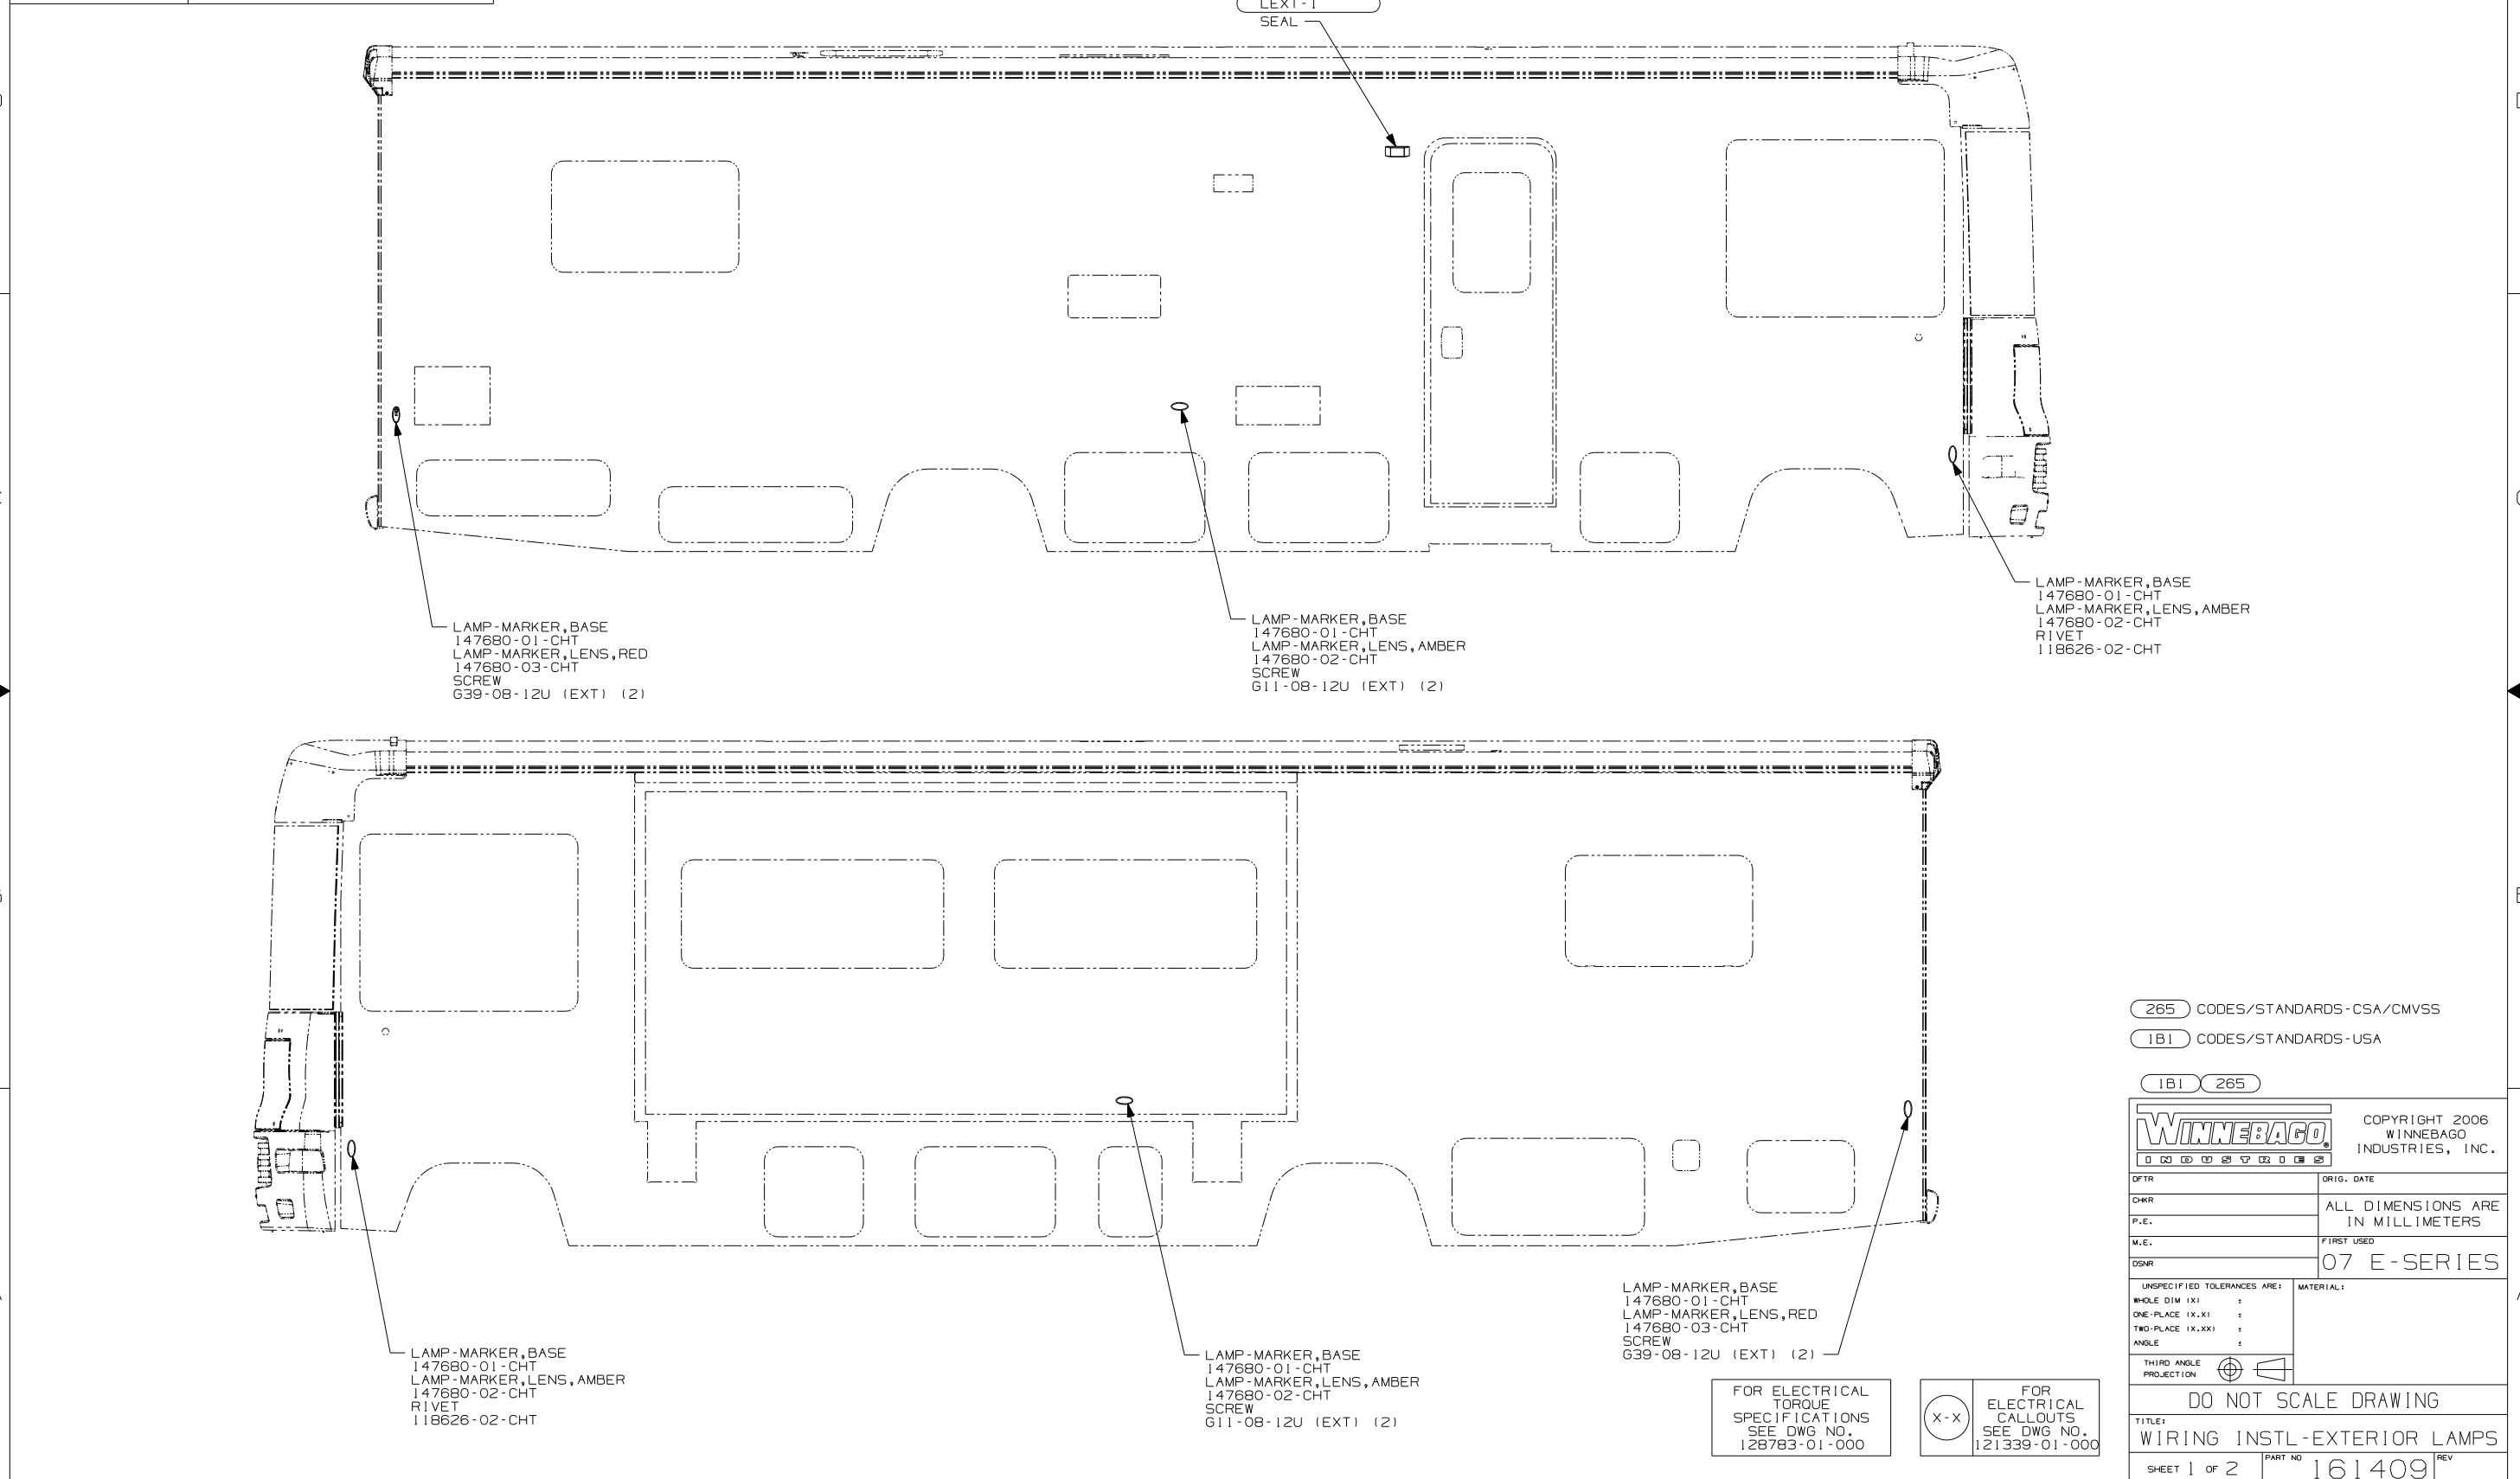 LEXT-1
SEAL
LAMP-MARKER,BASE
147680-01-CHT
LAMP-MARKER,LENS,RED
147680-03-CHT
SCREW
G39-08-12U (EXT) (2)
LAMP-MARKER,BASE
147680-01-CHT
LAMP-MARKER,LENS,AMBER
147680-02-CHT
SCREW
G11-08-12U (EXT) (2)
LAMP-MARKER,BASE
147680-01-CHT
LAMP-MARKER,LENS,AMBER
147680-02-CHT
RIVET
118626-02-CHT
LAMP-MARKER,BASE
147680-01-CHT
LAMP-MARKER,LENS,AMBER
147680-02-CHT
RIVET
118626-02-CHT
LAMP-MARKER,BASE
147680-01-CHT
LAMP-MARKER,LENS,AMBER
147680-02-CHT
SCREW
G11-08-12U (EXT) (2)
LAMP-MARKER,BASE
147680-01-CHT
LAMP-MARKER,LENS,RED
147680-03-CHT
SCREW
G39-08-12U (EXT) (2)
FOR ELECTRICAL
TORQUE
SPECIFICATIONS
SEE DWG NO.
128783-01-000
X-X
FOR
ELECTRICAL
CALLOUTS
SEE DWG NO.
121339-01-000
265 CODES/STANDARDS-CSA/CMVSS
1B1 CODES/STANDARDS-USA
1B1 265
WINNEBAGO®
INDUSTRIES
COPYRIGHT 2006
WINNEBAGO
INDUSTRIES, INC.
DFTR
CHKR
P.E.
M.E.
DSNR
ORIG. DATE
ALL DIMENSIONS ARE
IN MILLIMETERS
FIRST USED
07 E-SERIES
UNSPECIFIED TOLERANCES ARE:
WHOLE DIM (X) :
ONE-PLACE (X.X) :
TWO-PLACE (X.XX) :
ANGLE :
MATERIAL:
THIRD ANGLE
PROJECTION
DO NOT SCALE DRAWING
TITLE:
WIRING INSTL-EXTERIOR LAMPS
SHEET 1 OF 2
PART NO 161409
REV